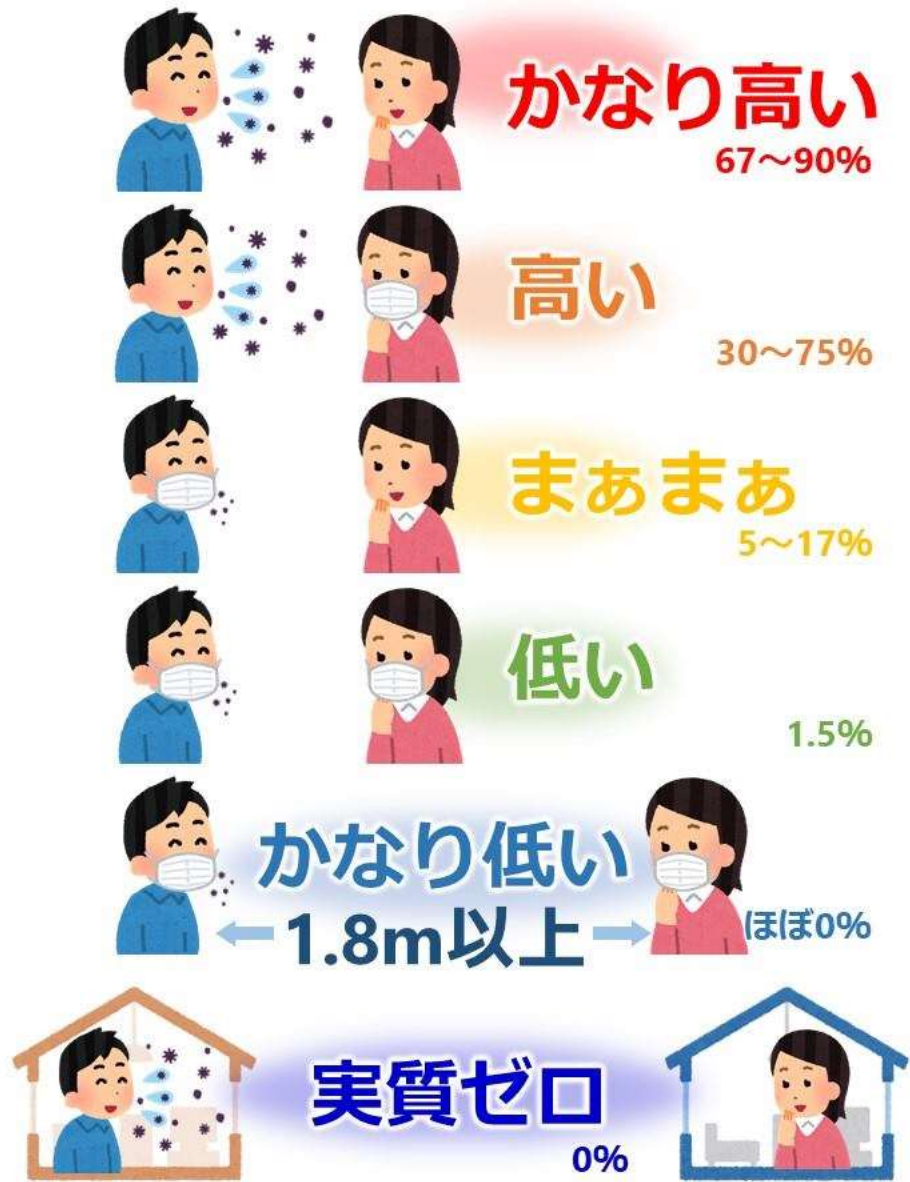 かなり高い
67～90%
高い
30～75%
まぁまぁ
5～17%
低い
1.5%
かなり低い
1.8m以上
ほぼ0%
実質ゼロ
0%